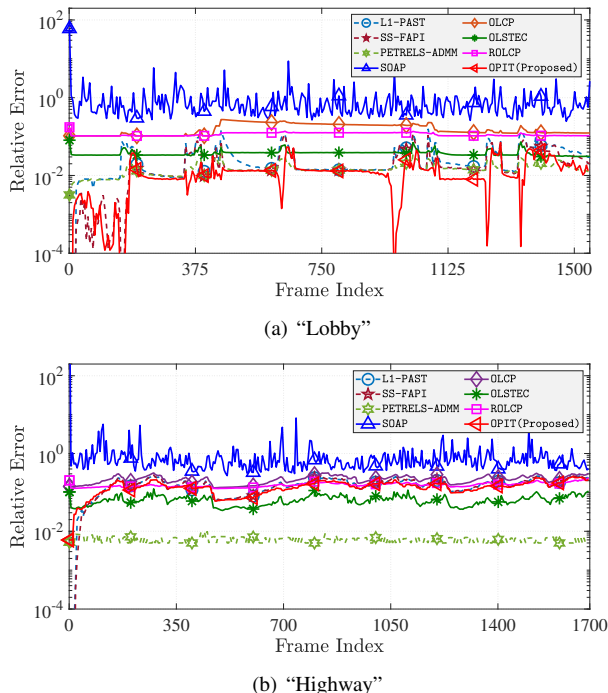 10^2
10^0
10^-2
10^-4
Relative Error
L1-PAST
SS-FAPI
PETRELS-ADMM
SOAP
OLCP
OLSTEC
ROLCP
OPIT(Proposed)
0 375 750 1125 1500
Frame Index
(a) “Lobby”
10^2
10^0
10^-2
10^-4
Relative Error
L1-PAST
SS-FAPI
PETRELS-ADMM
SOAP
OLCP
OLSTEC
ROLCP
OPIT(Proposed)
0 350 700 1050 1400 1700
Frame Index
(b) “Highway”